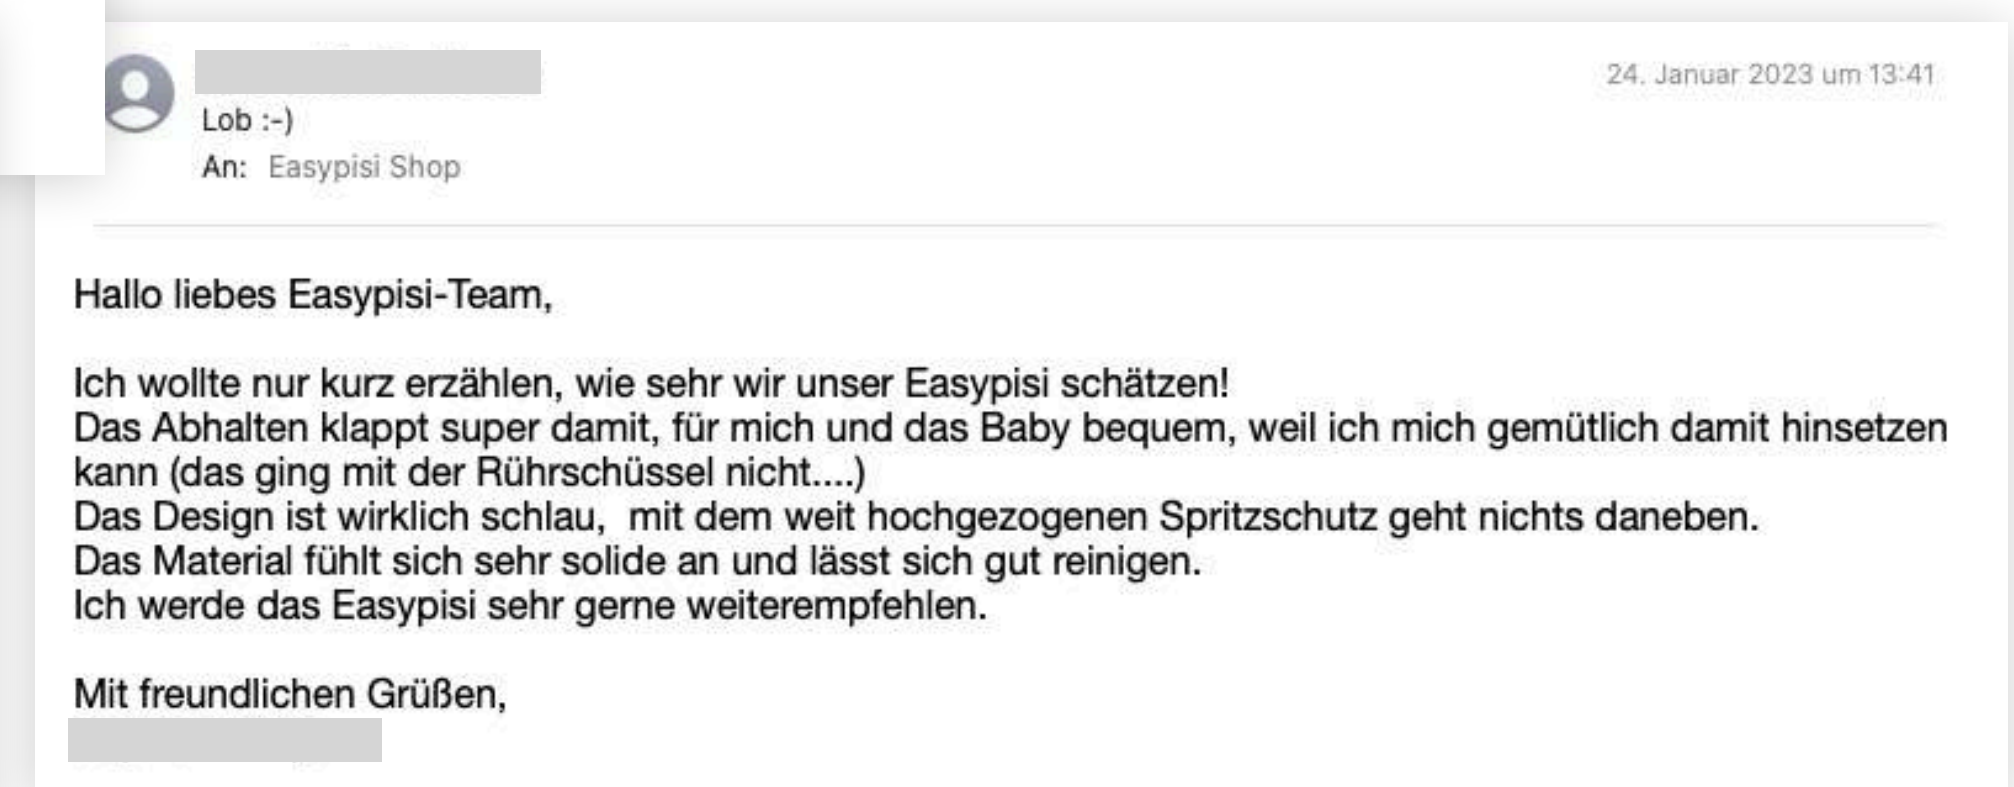 24. Januar 2023 um 13:41
Lob :-)
An: Easypisi Shop
Hallo liebes Easypisi-Team,
Ich wollte nur kurz erzählen, wie sehr wir unser Easypisi schätzen!
Das Abhalten klappt super damit, für mich und das Baby bequem, weil ich mich gemütlich damit hinsetzen
kann (das ging mit der Rührschüssel nicht....)
Das Design ist wirklich schlau,  mit dem weit hochgezogenen Spritzschutz geht nichts daneben.
Das Material fühlt sich sehr solide an und lässt sich gut reinigen.
Ich werde das Easypisi sehr gerne weiterempfehlen.
Mit freundlichen Grüßen,